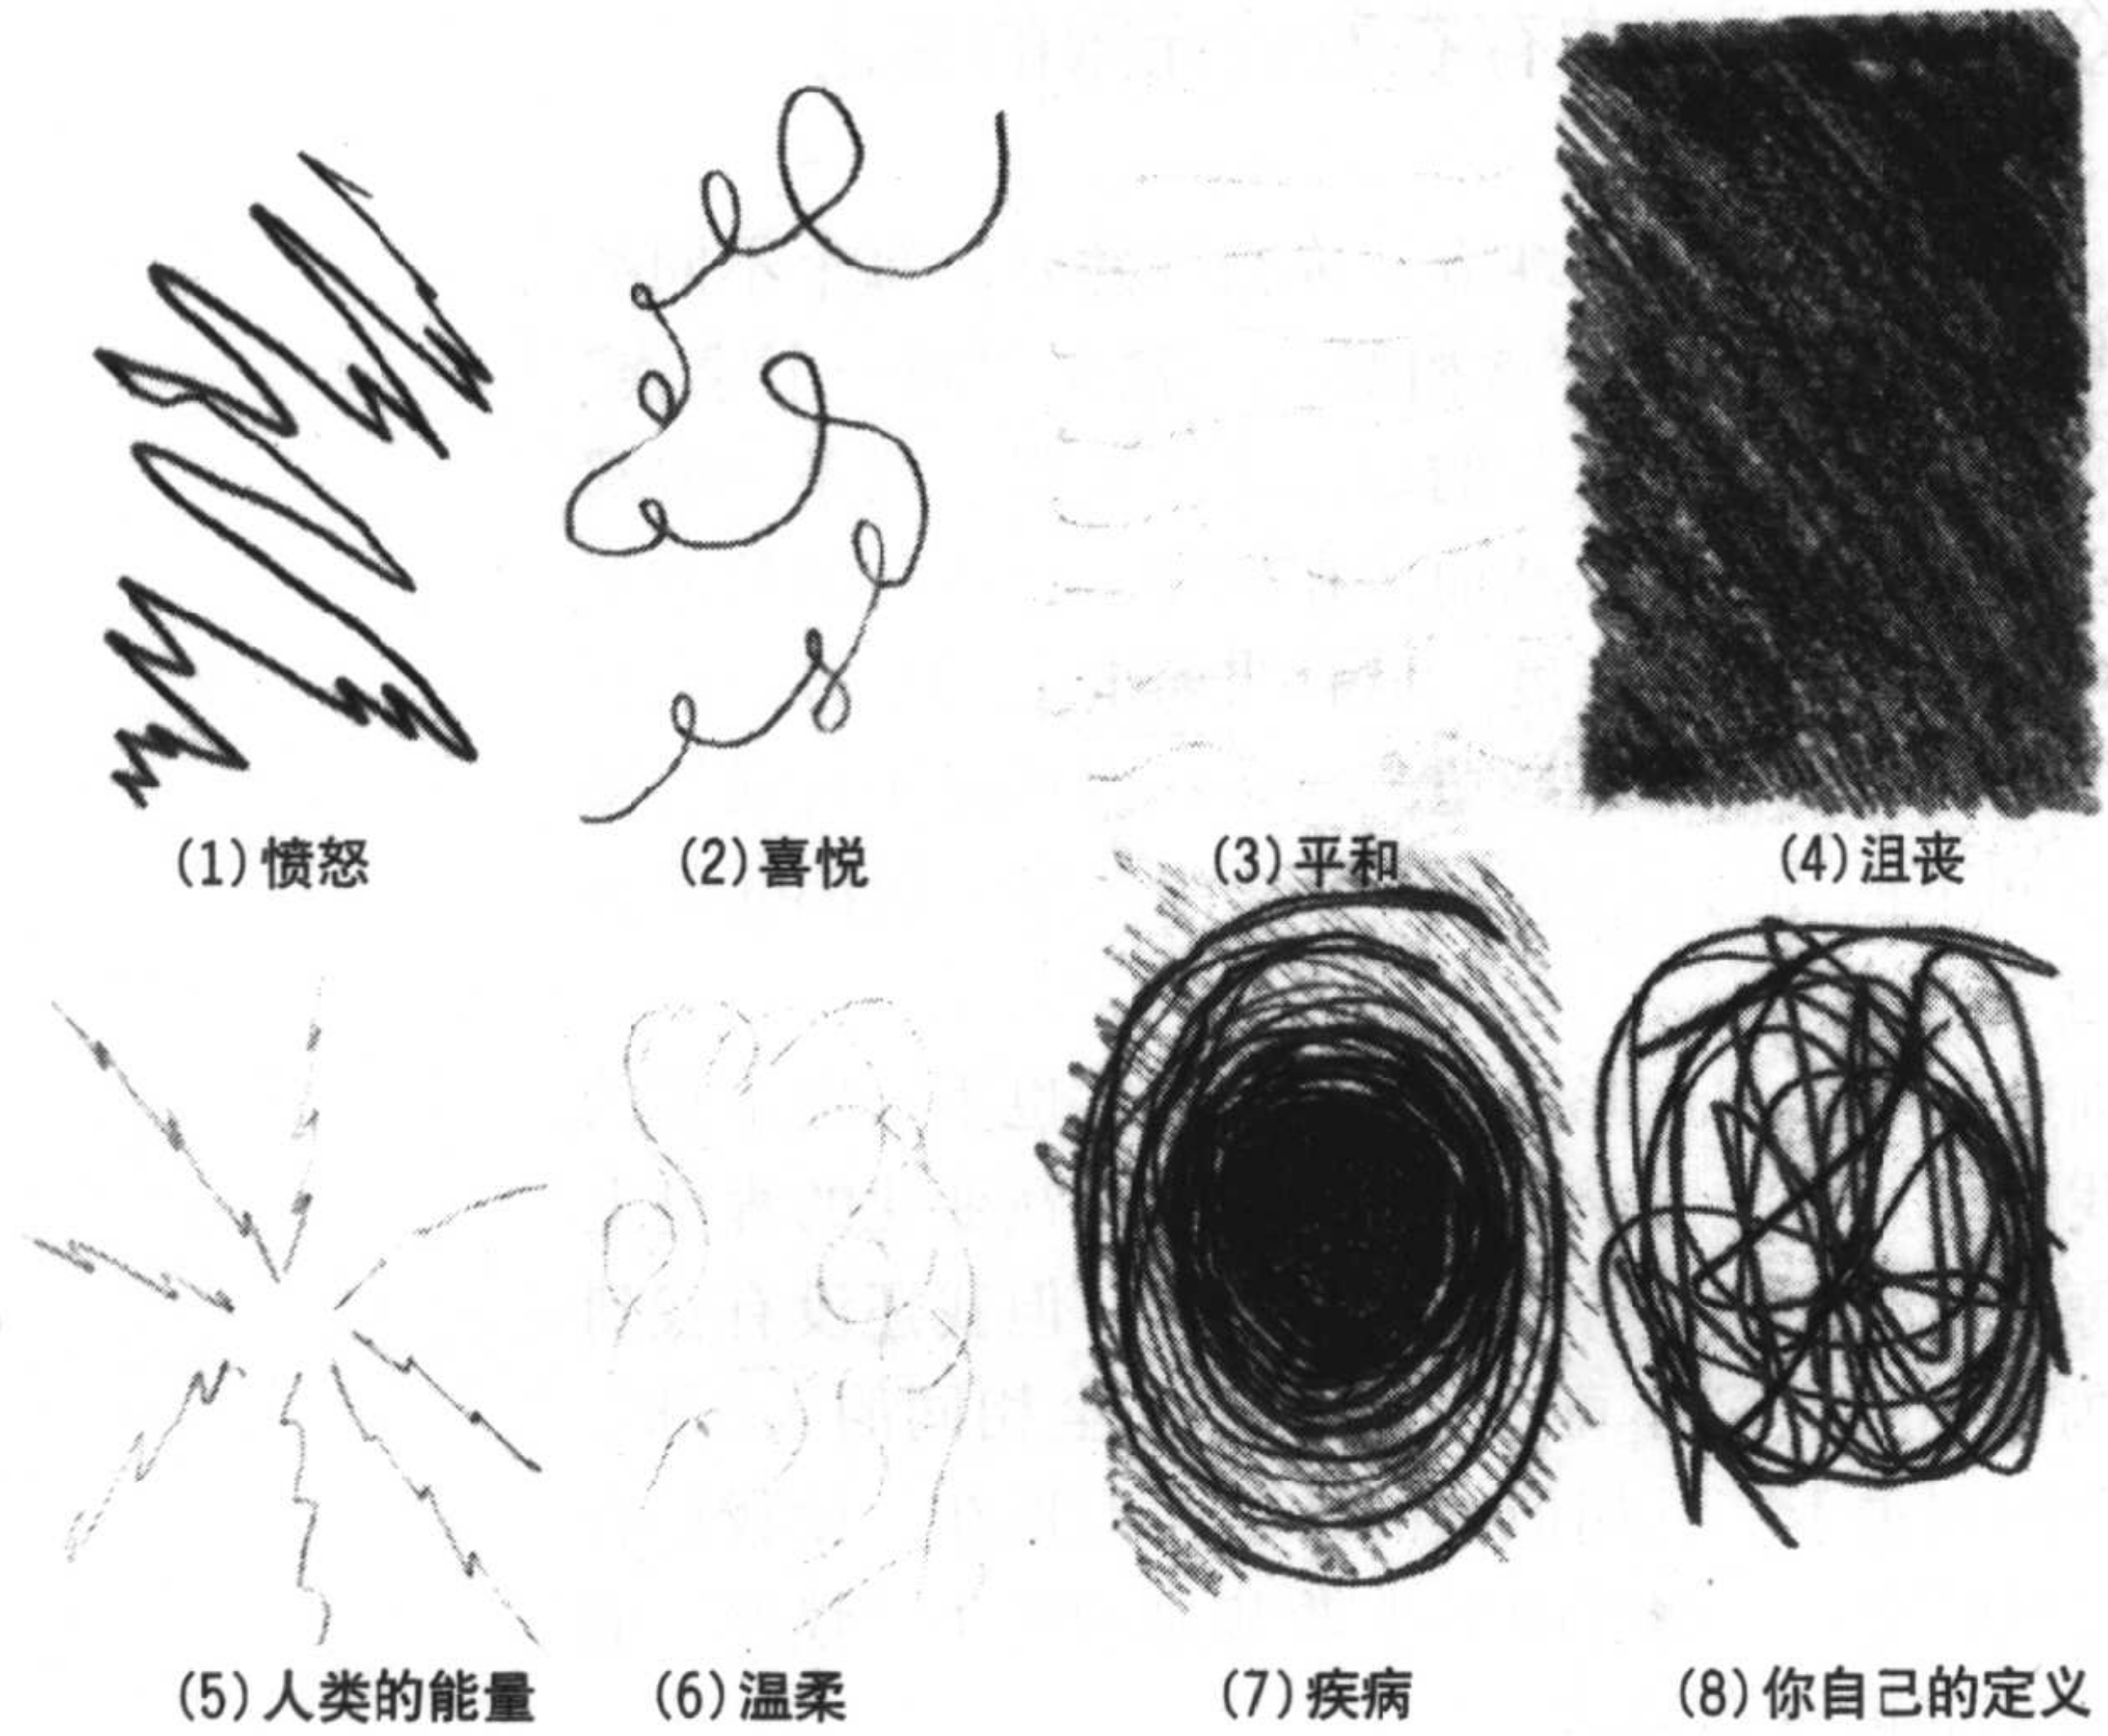 (1)愤怒
(2)喜悦
(3)平和
(4)沮丧
(5)人类的能量
(6)温柔
(7)疾病
(8)你自己的定义